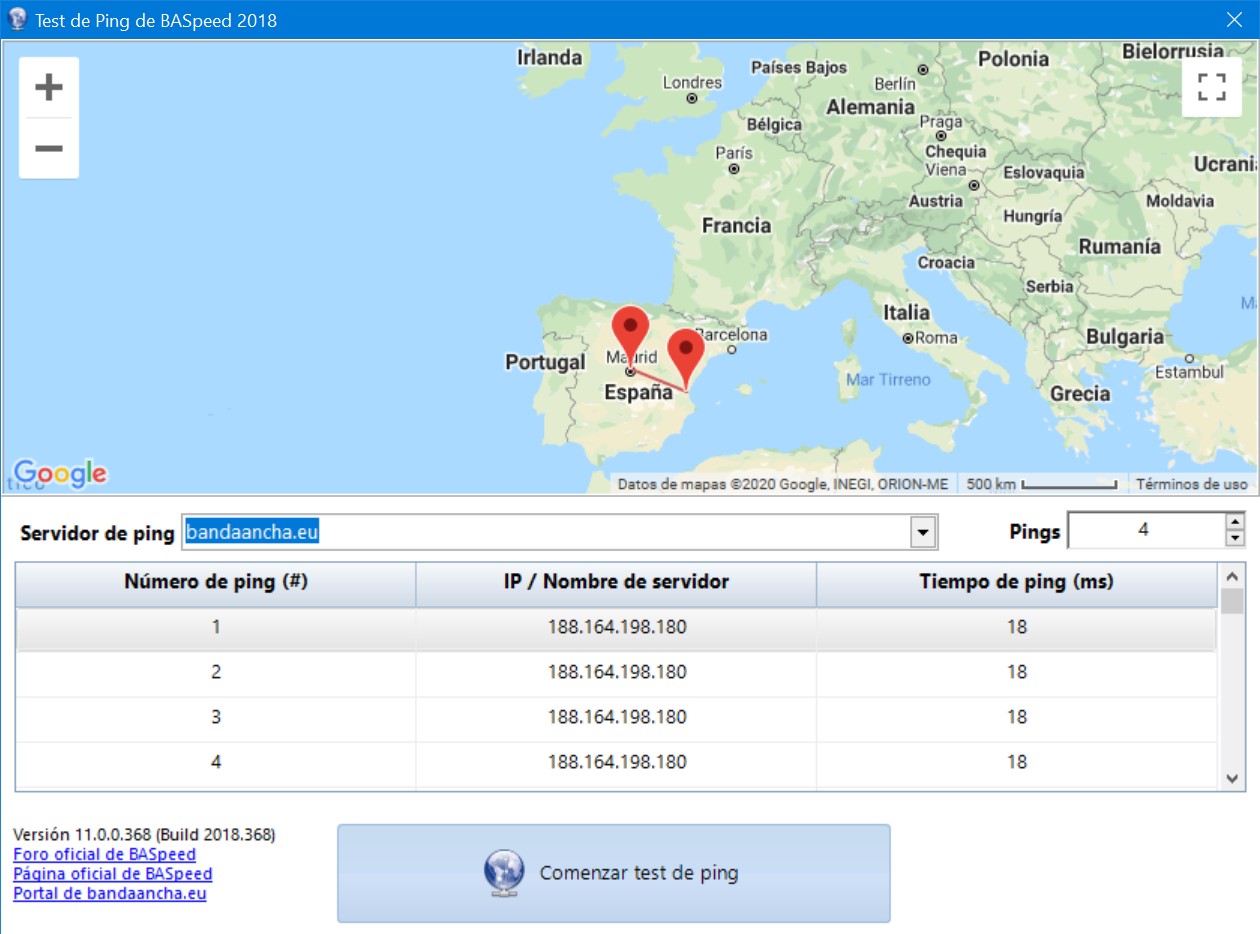 Test de Ping de BASpeed 2018
Irlanda
Londres
Países Bajos
Berlín
Polonia
Bielorrusia
Alemania
Bélgica
Praga
Chequia
París
Viena
Eslovaquia
Ucrani
Austria
Moldavia
Hungría
Francia
Rumanía
Croacia
Serbia
Italia
Roma
Bulgaria
Barcelona
Portugal
Madrid
España
Mar Tirreno
Estambul
Grecia
Google
Datos de mapas ©2020 Google, INEGI, ORION-ME 500 km Términos de uso
Servidor de ping bandaancha.eu Pings 4
Número de ping (#) IP / Nombre de servidor Tiempo de ping (ms)
1 188.164.198.180 18
2 188.164.198.180 18
3 188.164.198.180 18
4 188.164.198.180 18
Versión 11.0.0.368 (Build 2018.368)
Foro oficial de BASpeed
Página oficial de BASpeed
Portal de bandaancha.eu
Comenzar test de ping